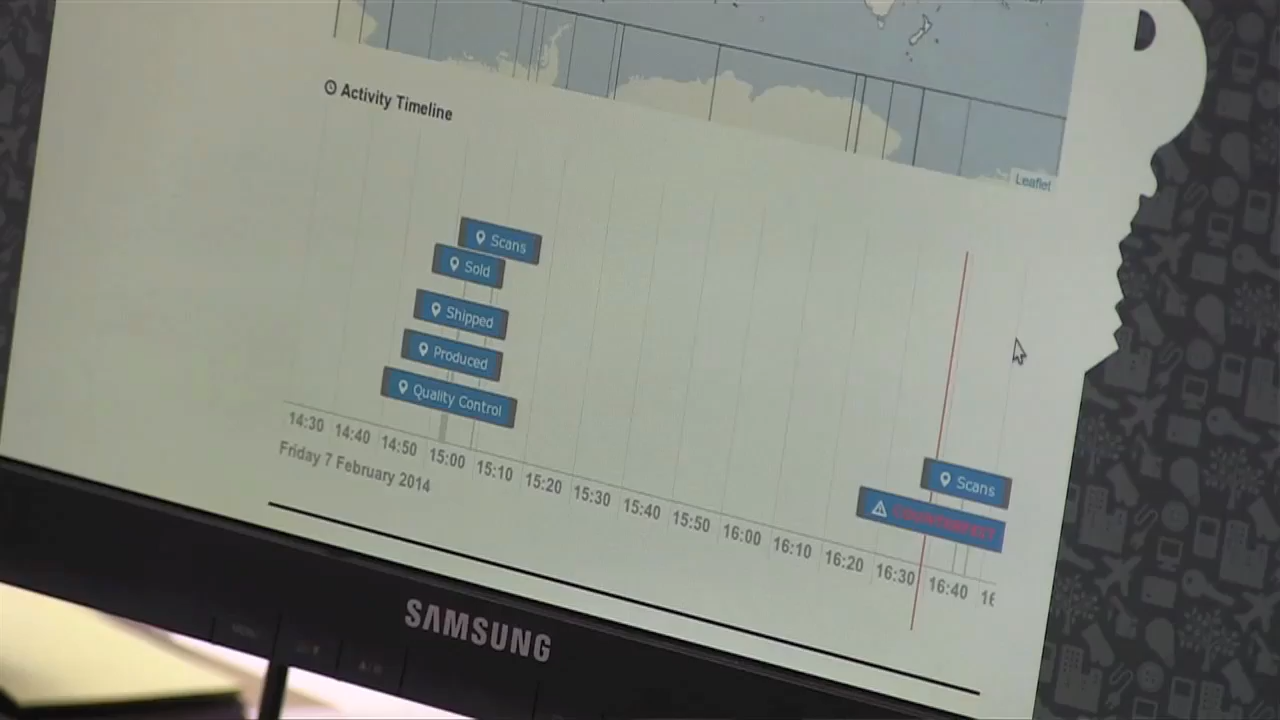 Leaflet
Activity Timeline
Scans
Sold
Shipped
Produced
Quality Control
Scans
COUNTERFEIT
14:30 14:40 14:50 15:00 15:10 15:20 15:30 15:40 15:50 16:00 16:10 16:20 16:30 16:40
Friday 7 February 2014
SAMSUNG